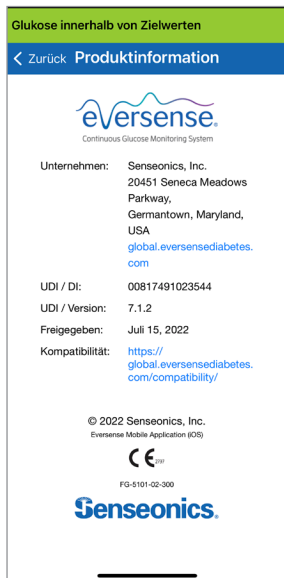 Glukose innerhalb von Zielwerten
Zurück Produktinformation
eversense.
Continuous Glucose Monitoring System
Unternehmen: Senseonics, Inc.
20451 Seneca Meadows
Parkway,
Germantown, Maryland,
USA
global.eversensediabetes.
com
UDI / DI: 00817491023544
UDI / Version: 7.1.2
Freigegeben: Juli 15, 2022
Kompatibilität: https://
global.eversensediabetes.
com/compatibility/
© 2022 Senseonics, Inc.
Eversense Mobile Application (iOS)
CE 2797
FG-5101-02-300
Senseonics.